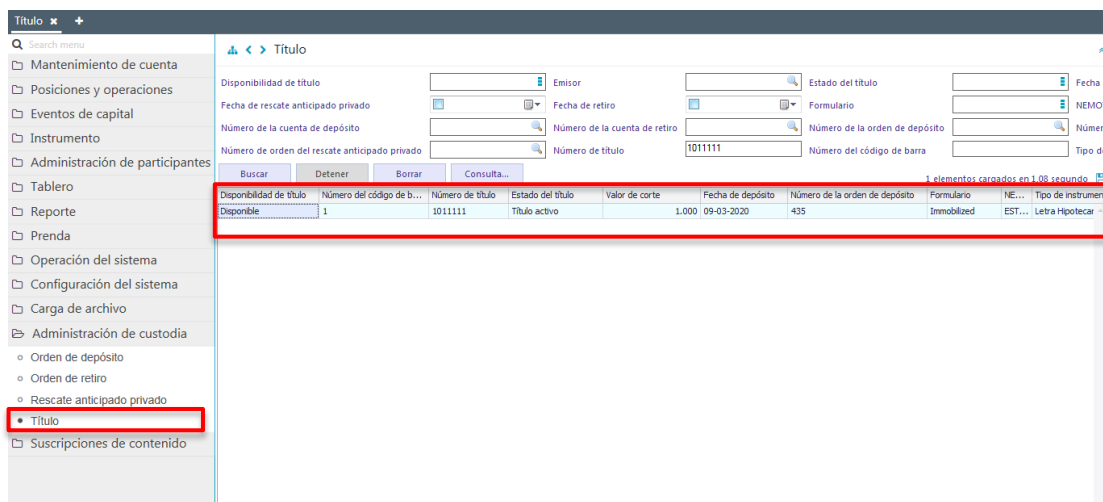 Título × +
Search menu
Mantenimiento de cuenta
Posiciones y operaciones
Eventos de capital
Instrumento
Administración de participantes
Tablero
Reporte
Prenda
Operación del sistema
Configuración del sistema
Carga de archivo
Administración de custodia
Orden de depósito
Orden de retiro
Rescate anticipado privado
Título
Suscripciones de contenido
Título
Disponibilidad de título Emisor Estado del título Fecha
Fecha de rescate anticipado privado Fecha de retiro Formulario NEMO
Número de la cuenta de depósito Número de la cuenta de retiro Número de la orden de depósito Númer
Número de orden del rescate anticipado privado Número de título 1011111 Número del código de barra Tipo d
Buscar Detener Borrar Consulta...
1 elementos cargados en 1.08 segundo
Disponibilidad de título Número del código de b... Número de título Estado del título Valor de corte Fecha de depósito Número de la orden de depósito Formulario NE... Tipo de instrumen
Disponible 1 1011111 Título activo 1.000 09-03-2020 435 Immobilized EST... Letra Hipotecar